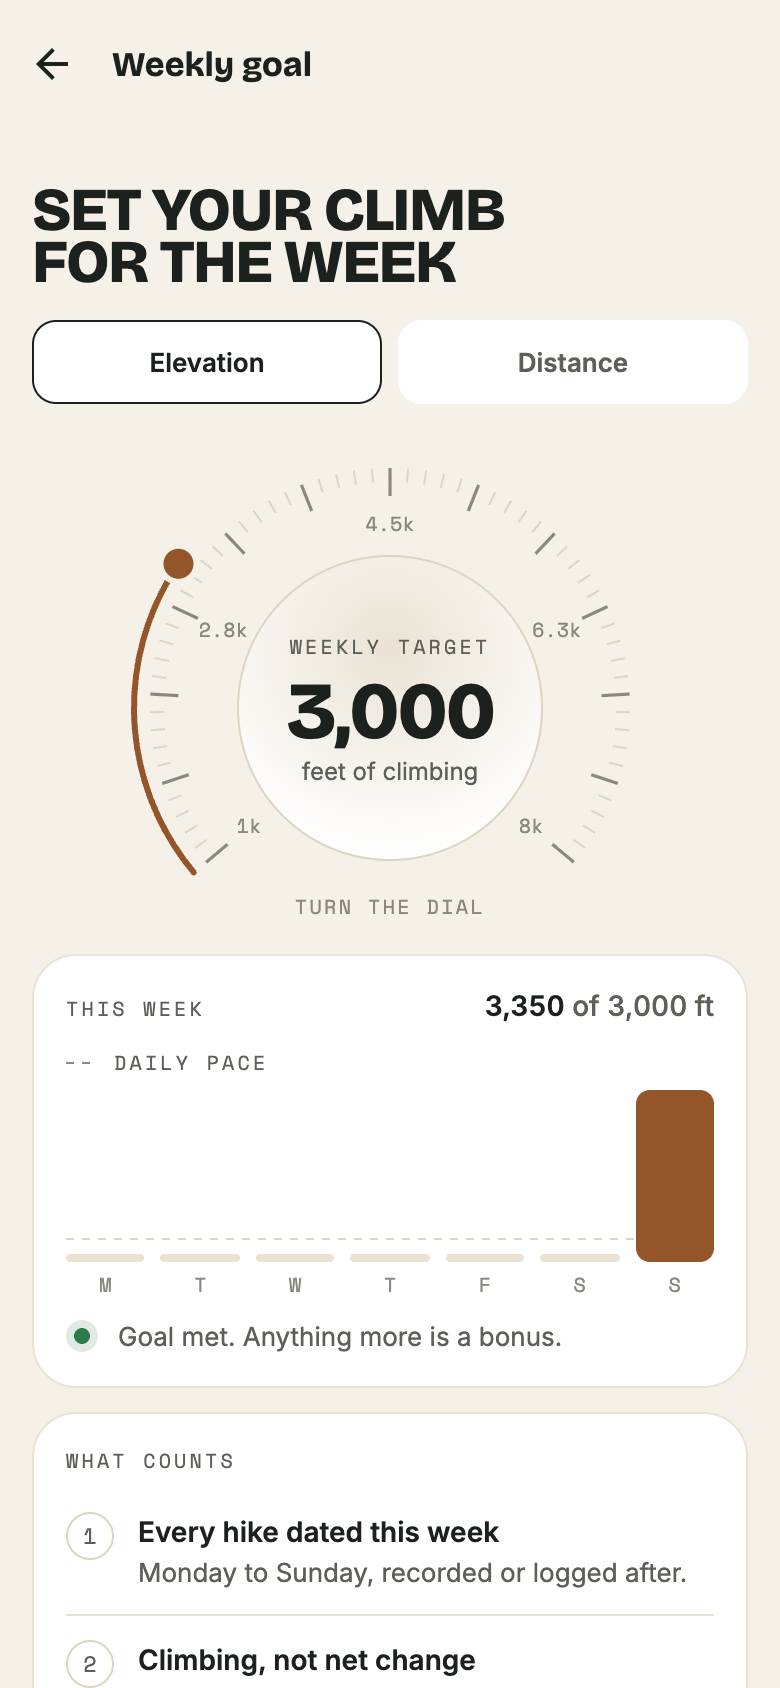 Weekly goal
SET YOUR CLIMB
FOR THE WEEK
Elevation
Distance
4.5k
2.8k
6.3k
WEEKLY TARGET
3,000
feet of climbing
1k
8k
TURN THE DIAL
THIS WEEK
3,350 of 3,000 ft
-- DAILY PACE
M T W T F S S
Goal met. Anything more is a bonus.
WHAT COUNTS
1
Every hike dated this week
Monday to Sunday, recorded or logged after.
2
Climbing, not net change